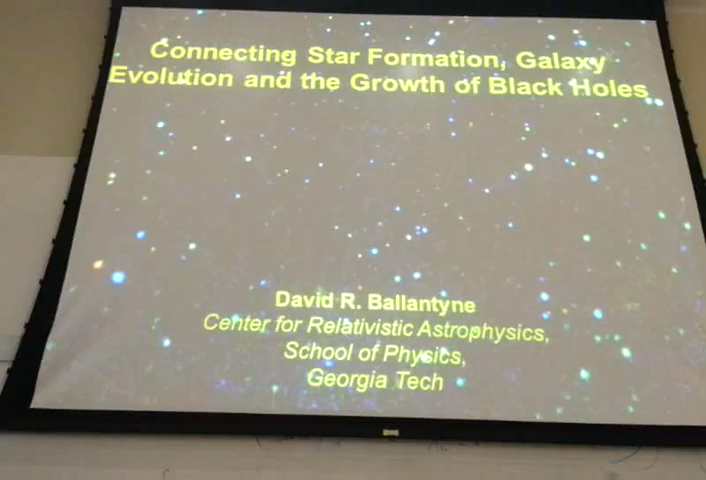 Connecting Star Formation, Galaxy
Evolution and the Growth of Black Holes
David R. Ballantyne
Center for Relativistic Astrophysics,
School of Physics,
Georgia Tech